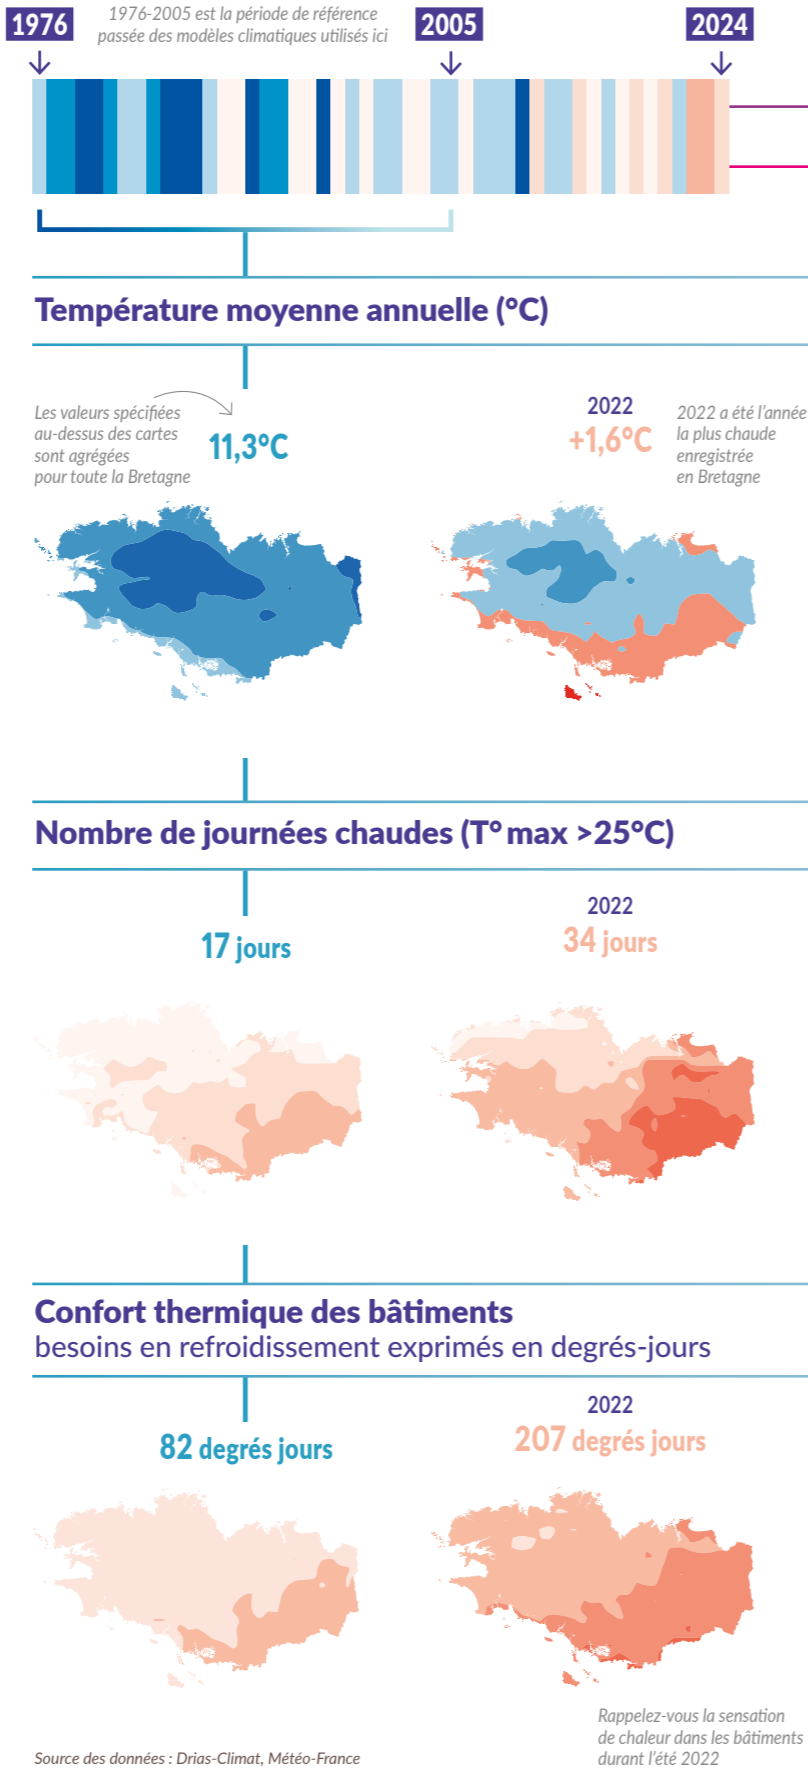 1976
1976-2005 est la période de référence
passée des modèles climatiques utilisés ici
2005
2024
Température moyenne annuelle (°C)
Les valeurs spécifiées
au-dessus des cartes
sont agrégées
pour toute la Bretagne
11,3°C
2022
+1,6°C
2022 a été l'année
la plus chaude
enregistrée
en Bretagne
Nombre de journées chaudes (T° max >25°C)
17 jours
2022
34 jours
Confort thermique des bâtiments
besoins en refroidissement exprimés en degrés-jours
82 degrés jours
2022
207 degrés jours
Rappelez-vous la sensation
de chaleur dans les bâtiments
durant l'été 2022
Source des données : Drias-Climat, Météo-France